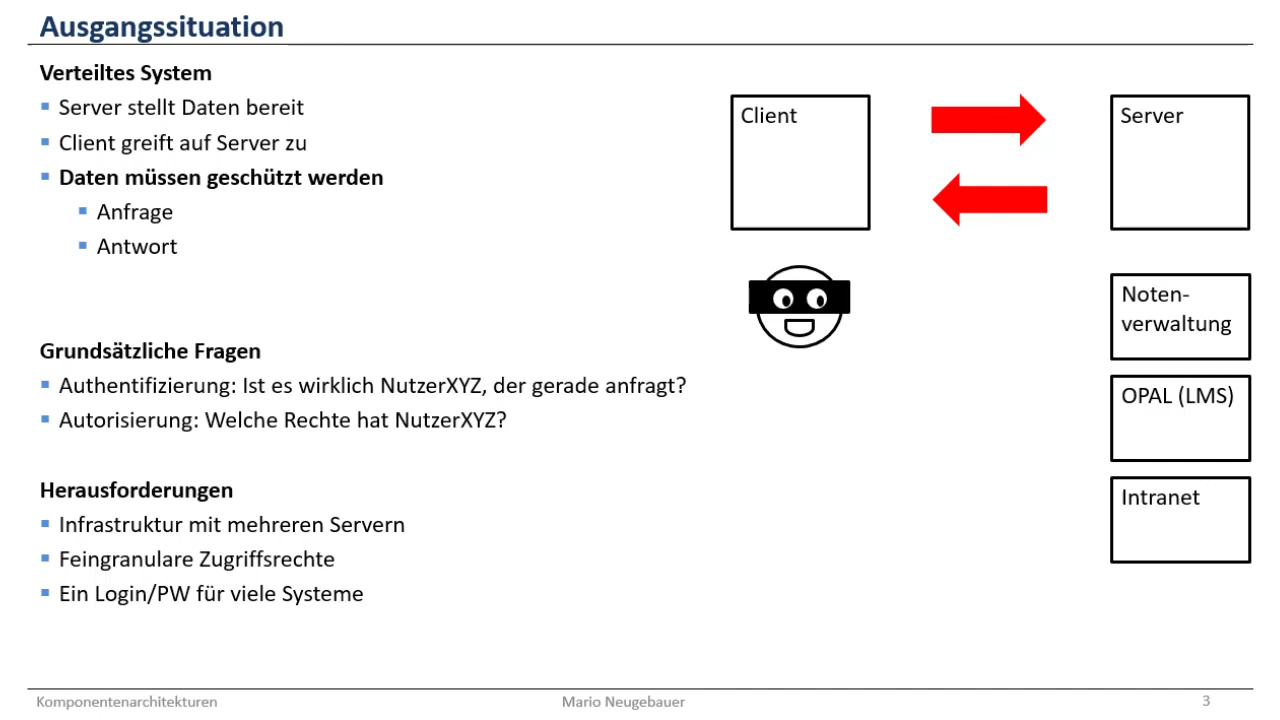 Ausgangssituation
Verteiltes System
Server stellt Daten bereit
Client greift auf Server zu
Daten müssen geschützt werden
Anfrage
Antwort
Grundsätzliche Fragen
Authentifizierung: Ist es wirklich NutzerXYZ, der gerade anfragt?
Autorisierung: Welche Rechte hat NutzerXYZ?
Herausforderungen
Infrastruktur mit mehreren Servern
Feingranulare Zugriffsrechte
Ein Login/PW für viele Systeme
Client
Server
Noten-
verwaltung
OPAL (LMS)
Intranet
Komponentenarchitekturen
Mario Neugebauer
3